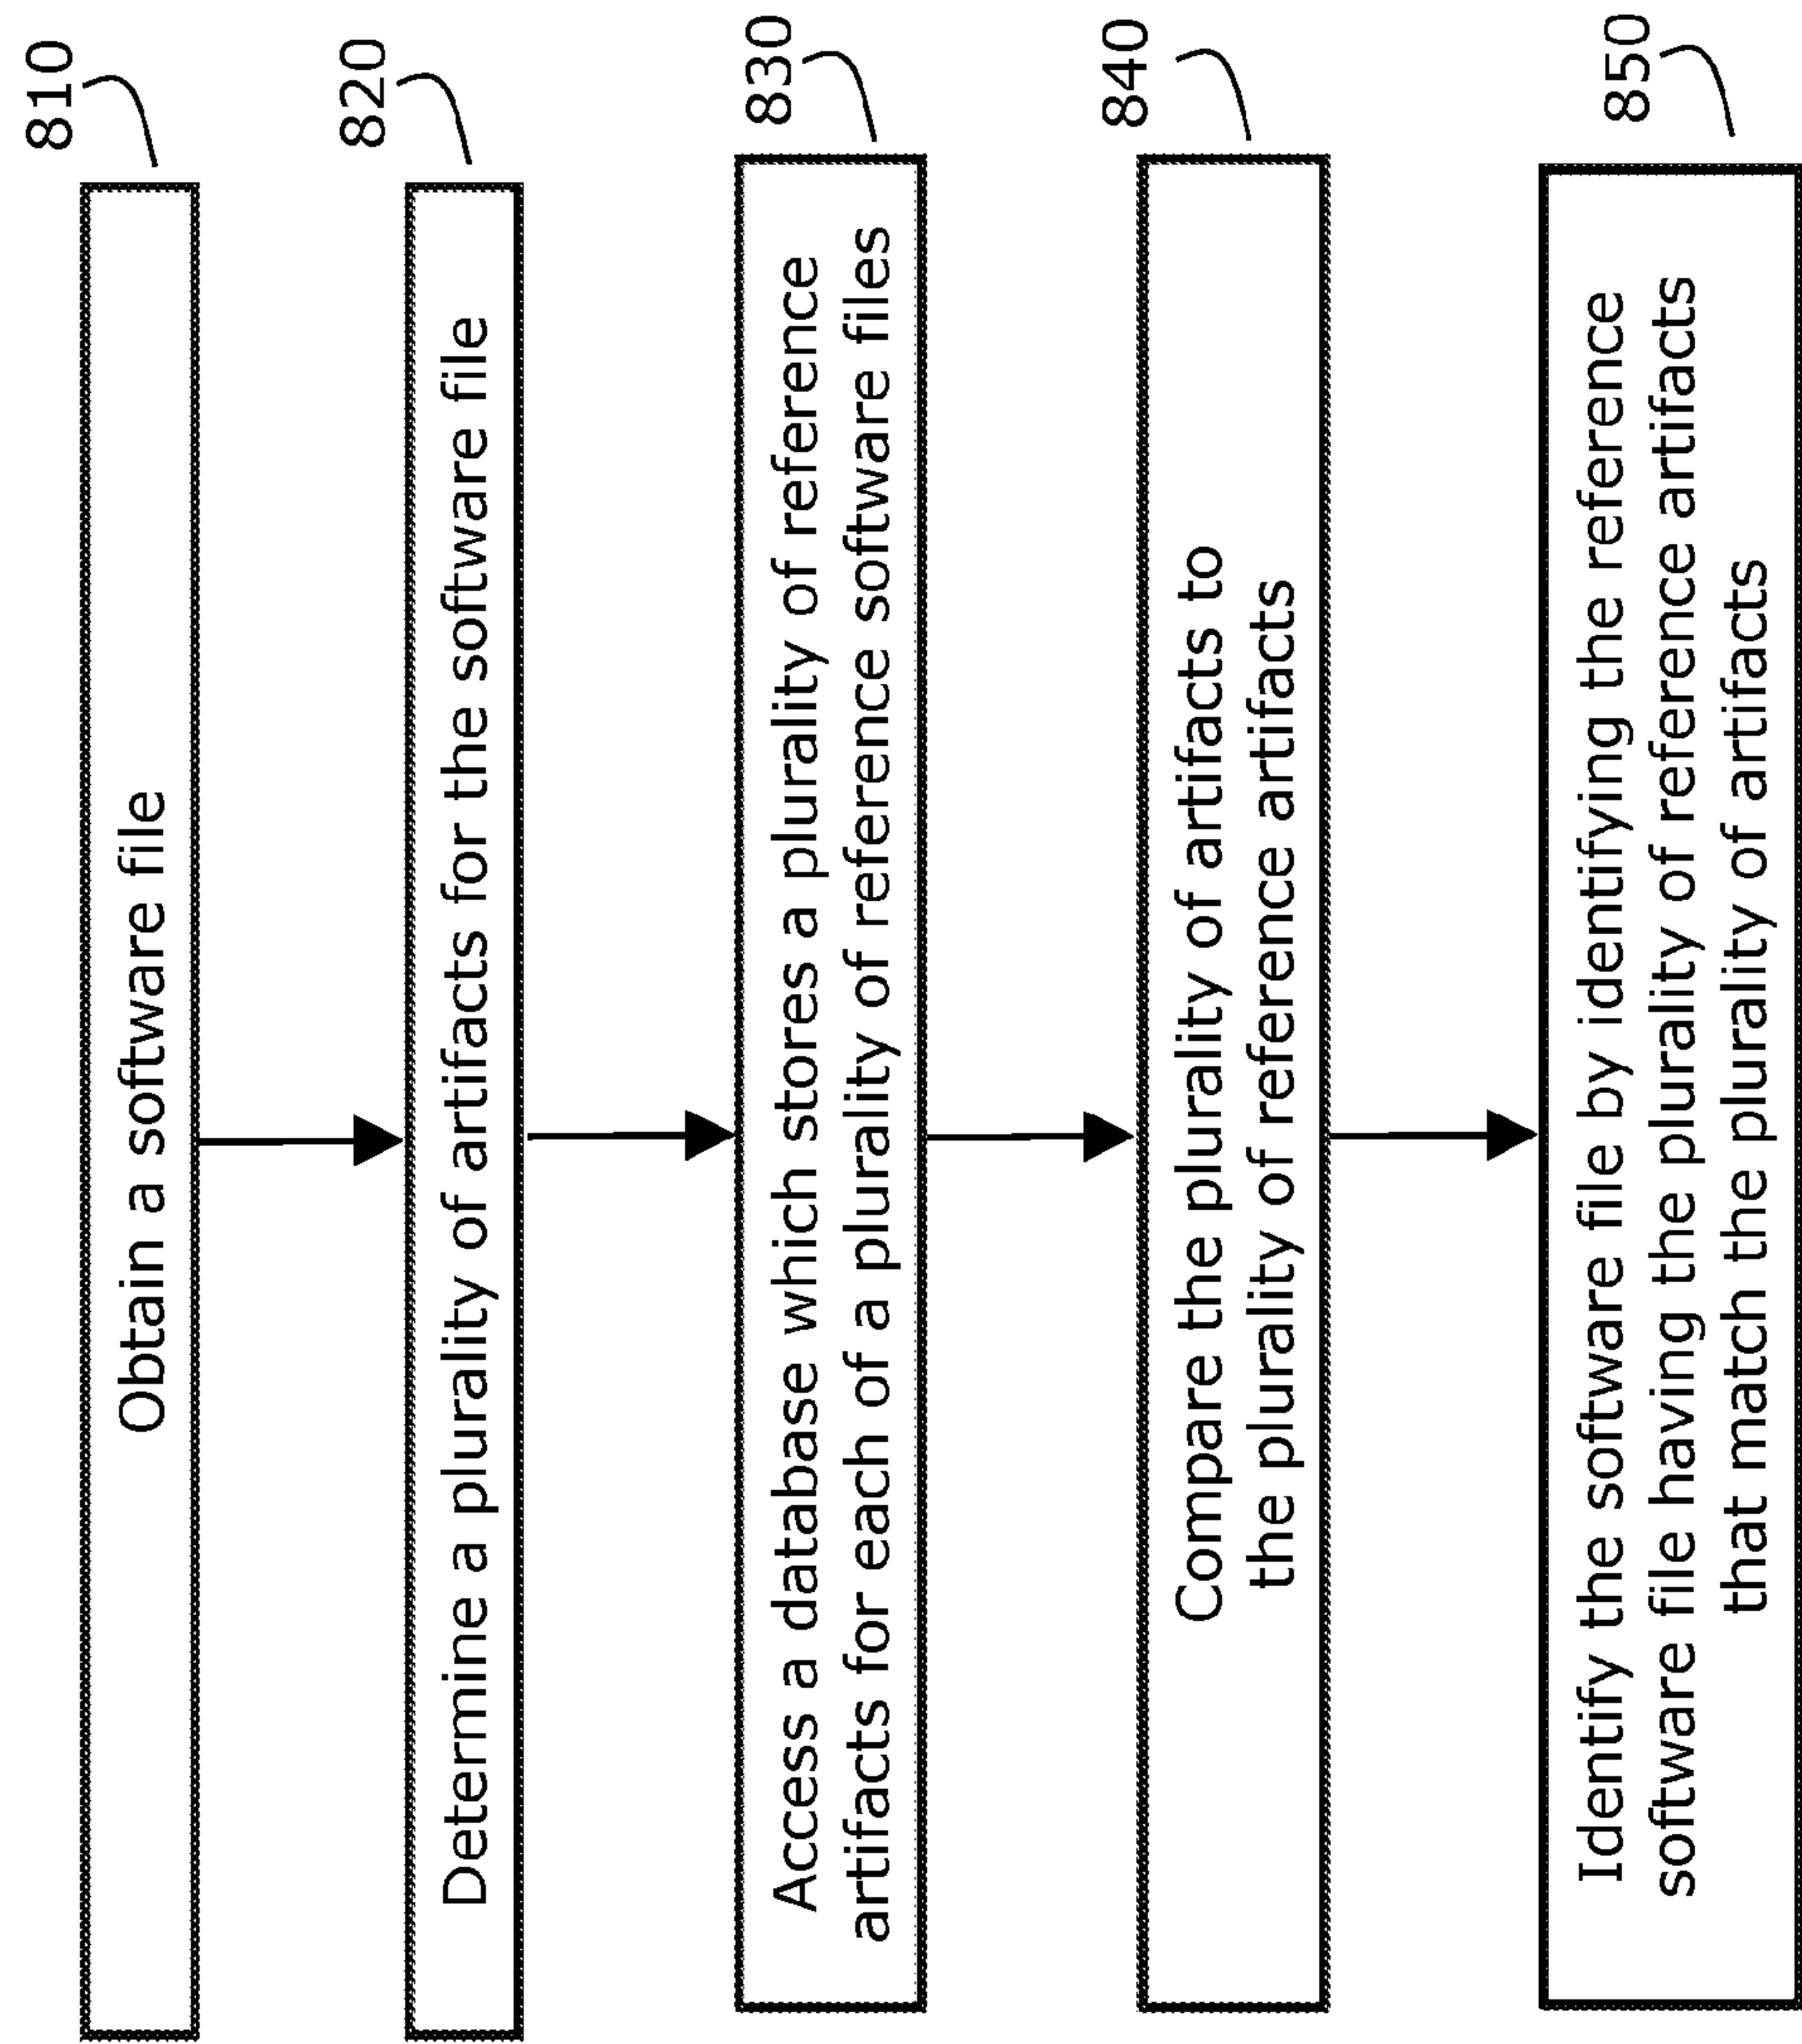 810
Obtain a software file
820
Determine a plurality of artifacts for the software file
830
Access a database which stores a plurality of reference
artifacts for each of a plurality of reference software files
840
Compare the plurality of artifacts to
the plurality of reference artifacts
850
Identify the software file by identifying the reference
software file having the plurality of reference artifacts
that match the plurality of artifacts